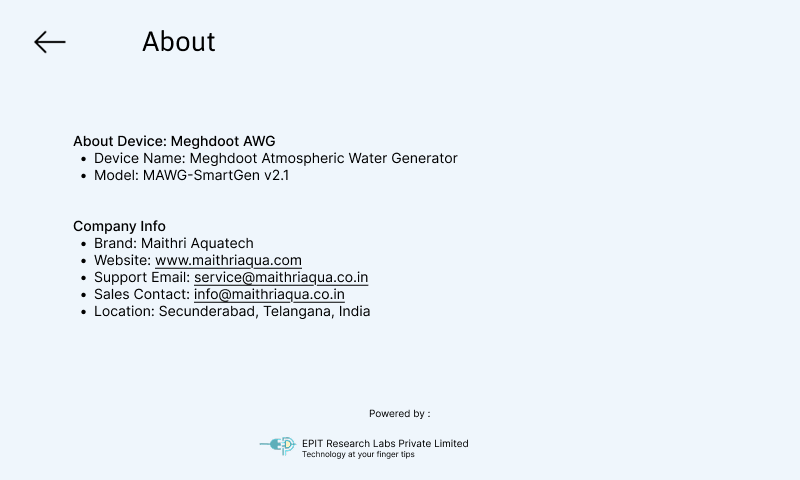 About
About Device: Meghdoot AWG
• Device Name: Meghdoot Atmospheric Water Generator
• Model: MAWG-SmartGen v2.1
Company Info
• Brand: Maithri Aquatech
• Website: www.maithriaqua.com
• Support Email: service@maithriaqua.co.in
• Sales Contact: info@maithriaqua.co.in
• Location: Secunderabad, Telangana, India
Powered by :
EPIT Research Labs Private Limited
Technology at your finger tips